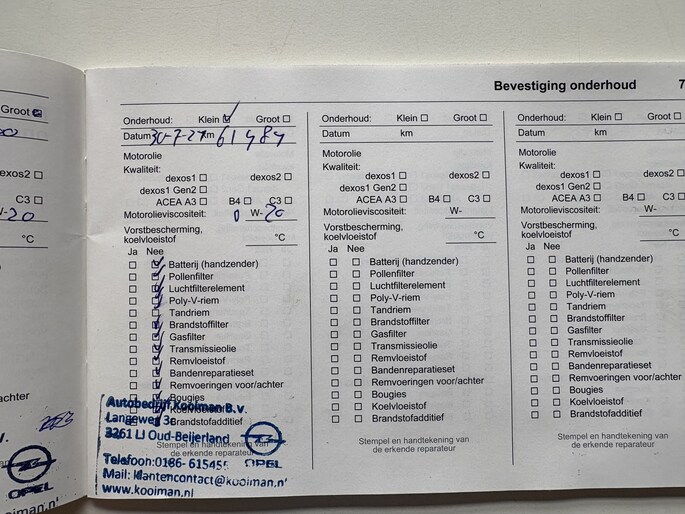 Bevestiging onderhoud 7
Groot
dexos2
C3
W-20
°C
achter
OPEL
Onderhoud: Klein Groot
Datum km
Motorolie
Kwaliteit:
dexos1 dexos2
dexos1 Gen2
ACEA A3 B4 C3
Motorolieviscositeit: 0 W-20
Vorstbescherming,
koelvloeistof °C
Ja Nee
Batterij (handzender)
Pollenfilter
Luchtfilterelement
Poly-V-riem
Tandriem
Brandstoffilter
Gasfilter
Transmissieolie
Remvloeistof
Bandenreparatieset
Remvoeringen voor/achter
Bougies
Koelvloeistof
Brandstofadditief
Stempel en handtekening van
Autobedrijf Kooiman B.V.
Langeweg 3c
3261 LJ Oud-Beijerland
Telefoon:0186-615455
Mail: klantencontact@kooiman.nl
www.kooiman.nl
OPEL
Onderhoud: Klein Groot
Datum km
Motorolie
Kwaliteit:
dexos1 dexos2
dexos1 Gen2
ACEA A3 B4 C3
Motorolieviscositeit: W-
Vorstbescherming,
koelvloeistof °C
Ja Nee
Batterij (handzender)
Pollenfilter
Luchtfilterelement
Poly-V-riem
Tandriem
Brandstoffilter
Gasfilter
Transmissieolie
Remvloeistof
Bandenreparatieset
Remvoeringen voor/achter
Bougies
Koelvloeistof
Brandstofadditief
Stempel en handtekening van
de erkende reparateur
Onderhoud: Klein Groot
Datum km
Motorolie
Kwaliteit:
dexos1 dexos2
dexos1 Gen2
ACEA A3 B4 C3
Motorolieviscositeit: W-
Vorstbescherming,
koelvloeistof °C
Ja Nee
Batterij (handzender)
Pollenfilter
Luchtfilterelement
Poly-V-riem
Tandriem
Brandstoffilter
Gasfilter
Transmissieolie
Remvloeistof
Bandenreparatieset
Remvoeringen voor/achter
Bougies
Koelvloeistof
Brandstofadditief
Stempel en handtekening van
de erkende reparateur